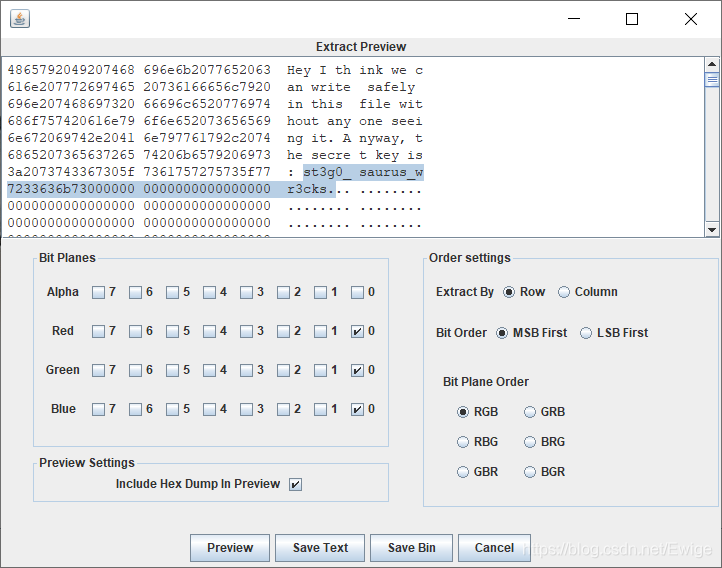 Extract Preview
4865792049207468 696e6b2077652063 Hey I th ink we c
616e207772697465 20736166656c7920 an write  safely 
696e207468697320 66696c6520776974 in this  file wit
686f757420616e79 6f6e652073656569 hout any one seei
6e672069742e2041 6e797761792c2074 ng it. A nyway, t
6865207365637265 74206b6579206973 he secre t key is
3a2073743367305f 7361757275735f77 : st3g0_ saurus_w
7233636b73000000 0000000000000000 r3cks... ........
0000000000000000 0000000000000000 ........ ........
0000000000000000 0000000000000000 ........ ........
Bit Planes
Alpha 7 6 5 4 3 2 1 0
Red 7 6 5 4 3 2 1 0
Green 7 6 5 4 3 2 1 0
Blue 7 6 5 4 3 2 1 0
Preview Settings
Include Hex Dump In Preview
Order settings
Extract By Row Column
Bit Order MSB First LSB First
Bit Plane Order
RGB GRB
RBG BRG
GBR BGR
Preview Save Text Save Bin Cancel
https://blog.csdn.net/Ewige